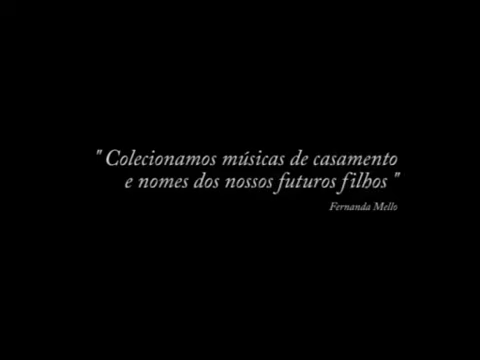 " Colecionamos músicas de casamento
e nomes dos nossos futuros filhos "
Fernanda Mello